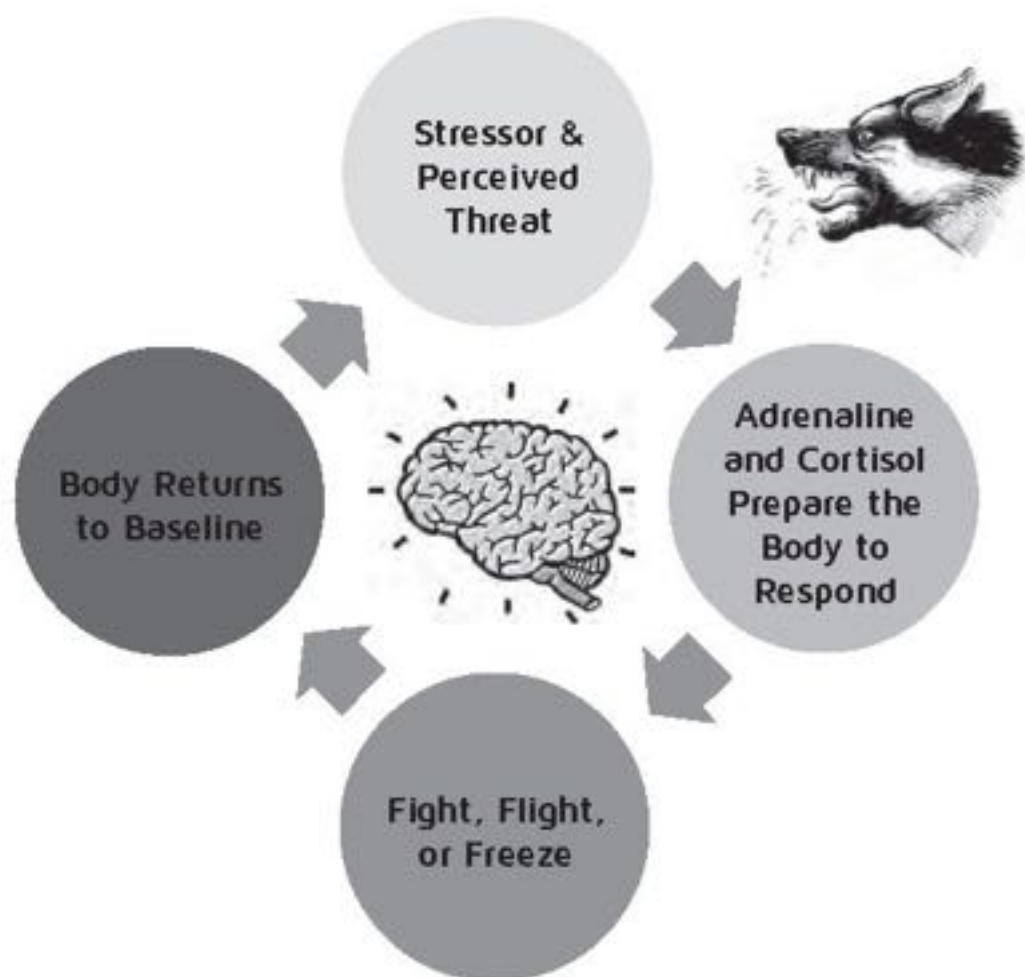 Stressor &
Perceived
Threat
Adrenaline
and Cortisol
Prepare the
Body to
Respond
Fight, Flight,
or Freeze
Body Returns
to Baseline